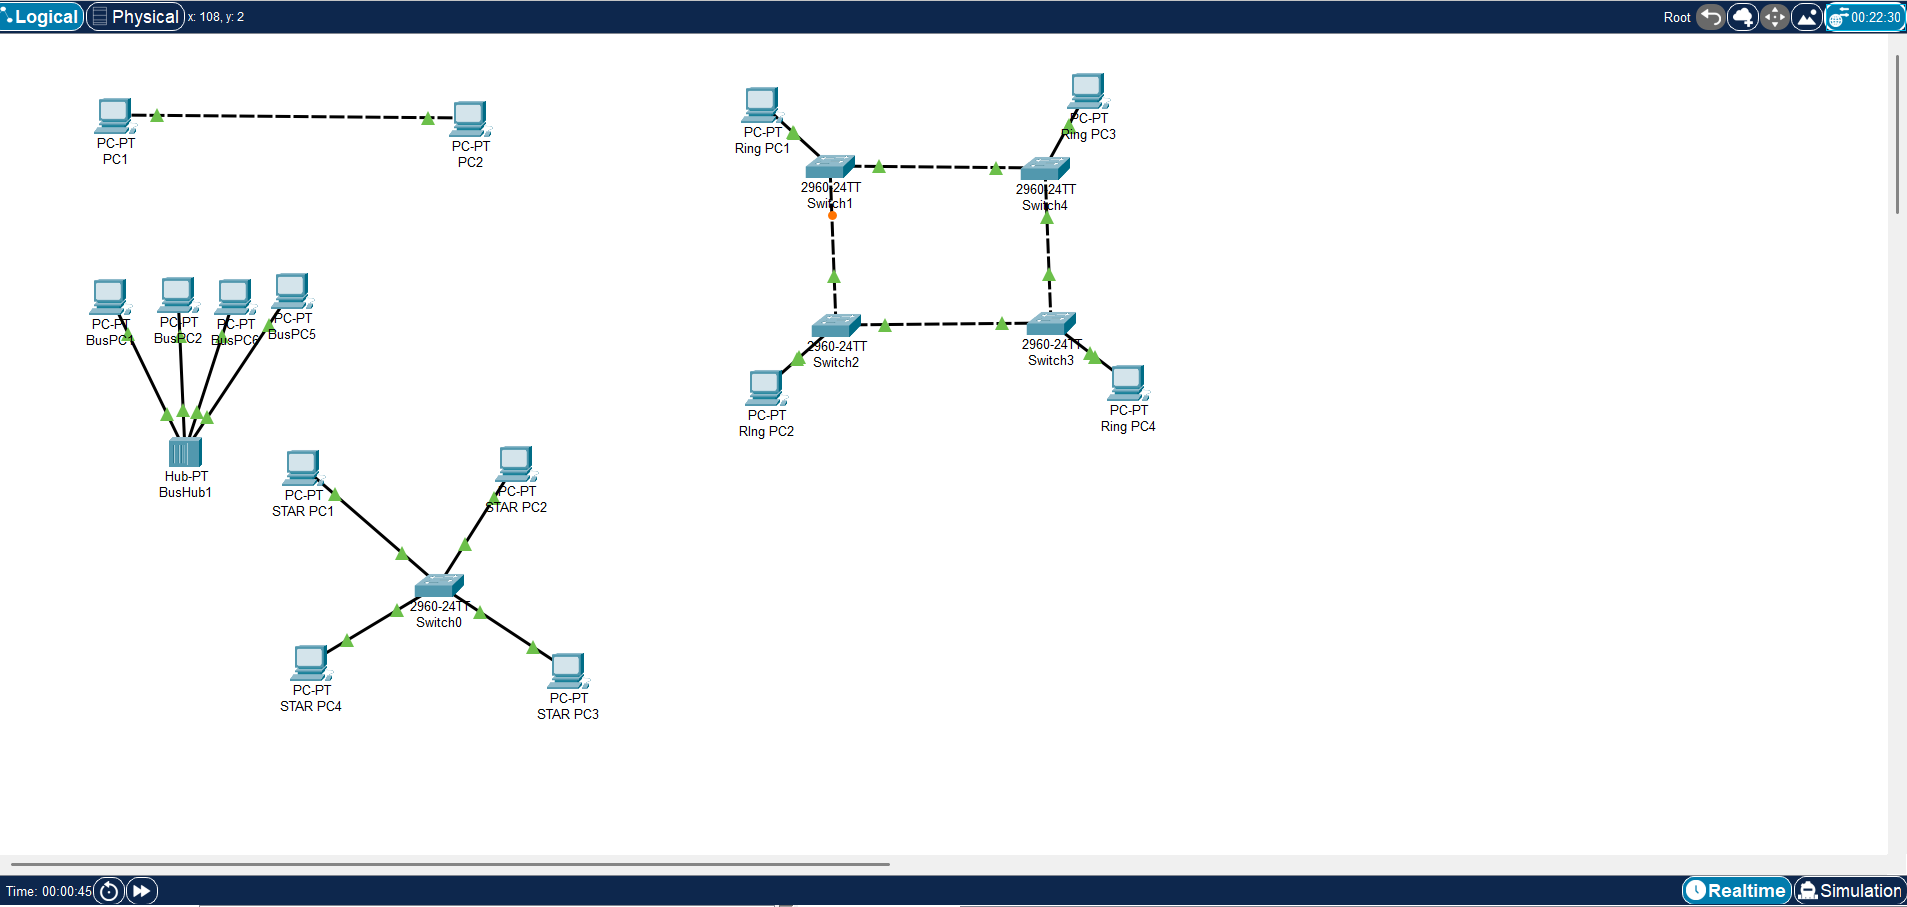 Logical
Physical
x: 108, y: 2
Root
00:22:30
PC-PT
PC1
PC-PT
PC2
PC-PT
Ring PC1
PC-PT
Ring PC3
2960-24TT
Switch1
2960-24TT
Switch4
PC-PT
BusPC1
PC-PT
BusPC2
PC-PT
BusPC6
PC-PT
BusPC5
2960-24TT
Switch2
2960-24TT
Switch3
PC-PT
RIng PC2
PC-PT
Ring PC4
Hub-PT
BusHub1
PC-PT
STAR PC1
PC-PT
STAR PC2
2960-24TT
Switch0
PC-PT
STAR PC4
PC-PT
STAR PC3
Time: 00:00:45
Realtime
Simulation